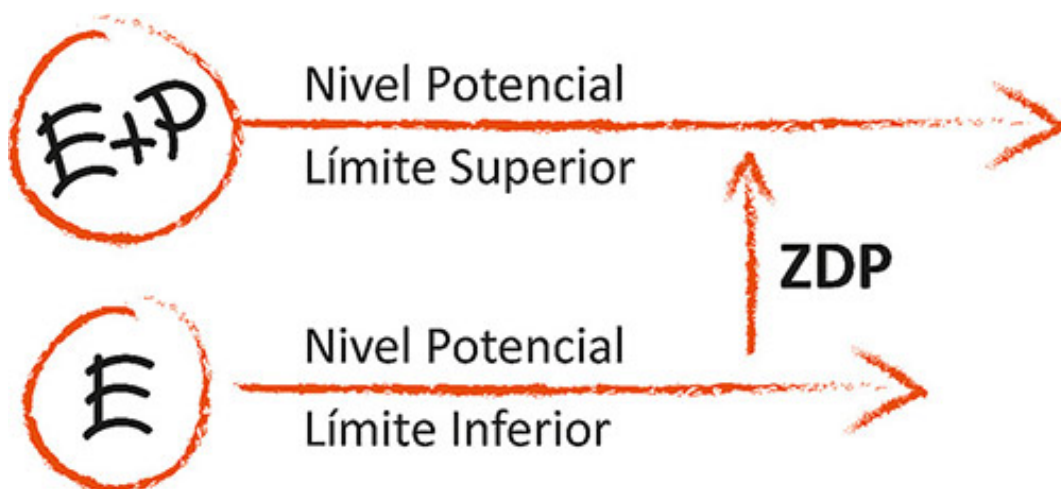 E+P
Nivel Potencial
Límite Superior
ZDP
E
Nivel Potencial
Límite Inferior